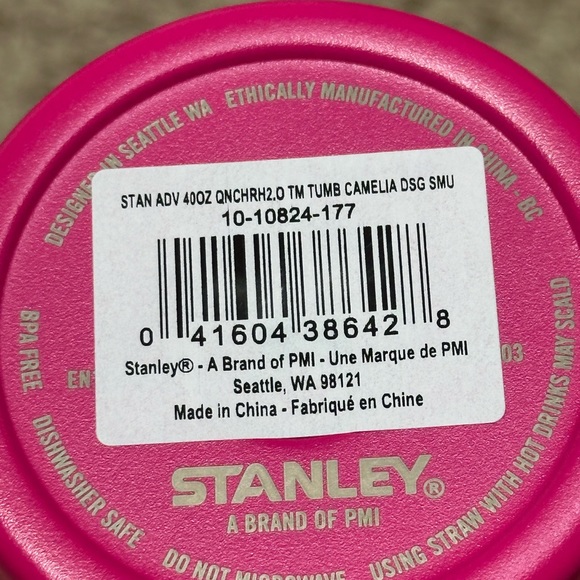 DESIGNED IN SEATTLE WA ETHICALLY MANUFACTURED IN CHINA - BC
STAN ADV 40OZ QNCHRH2.O TM TUMB CAMELIA DSG SMU
10-10824-177
0 41604 38642 8
Stanley® - A Brand of PMI - Une Marque de PMI
Seattle, WA 98121
Made in China - Fabriqué en Chine
03
STANLEY®
A BRAND OF PMI
BPA FREE
DISHWASHER SAFE
DO NOT MICROWAVE
USING STRAW WITH HOT DRINKS MAY SCALD